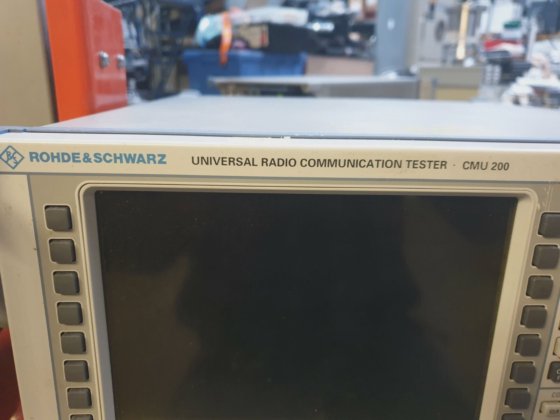 ROHDE&SCHWARZ UNIVERSAL RADIO COMMUNICATION TESTER · CMU 200